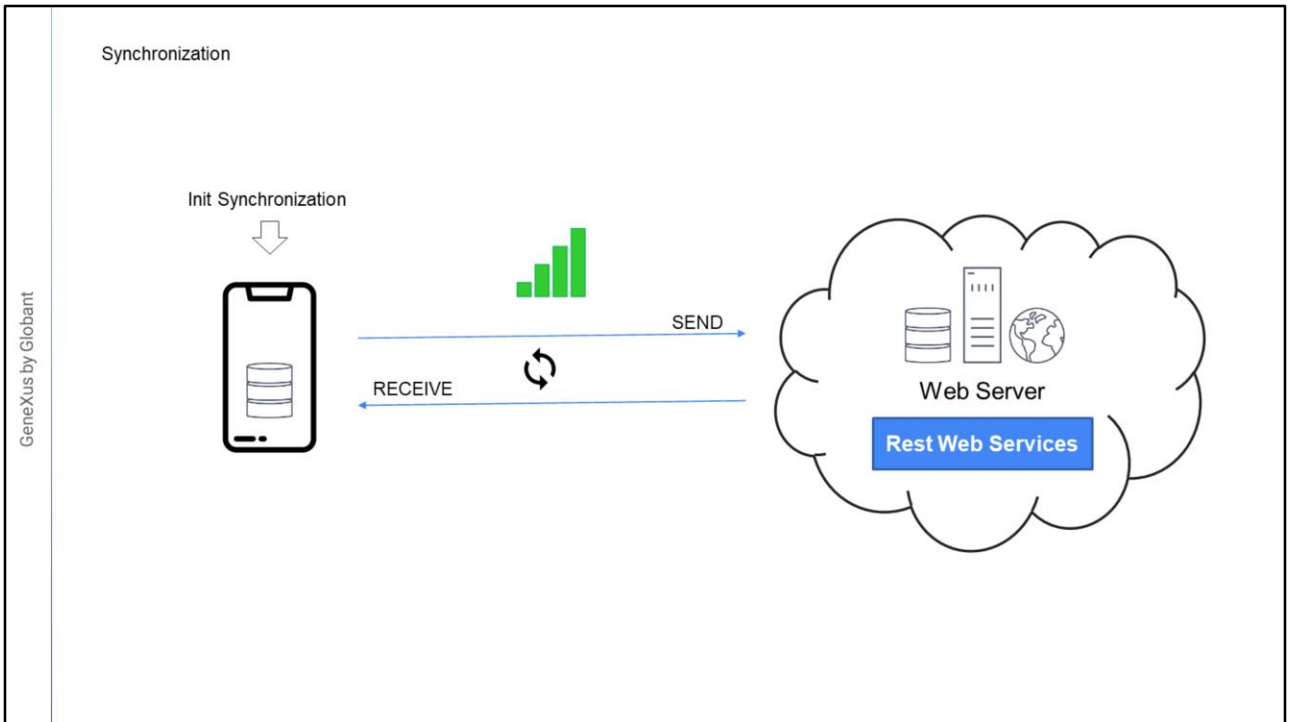 Synchronization
Init Synchronization
SEND
RECEIVE
Web Server
Rest Web Services
GeneXus by Globant